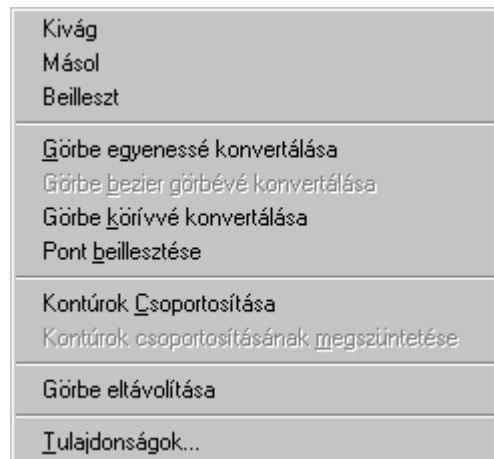 Kivág
Másol
Beilleszt
Görbe egyenessé konvertálása
Görbe bezier görbévé konvertálása
Görbe körívvé konvertálása
Pont beillesztése
Kontúrok Csoportosítása
Kontúrok csoportosításának megszüntetése
Görbe eltávolítása
Tulajdonságok...